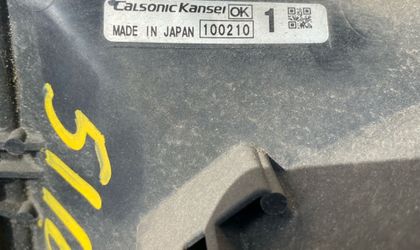 Calsonic Kansei OK 1
MADE IN JAPAN 100210